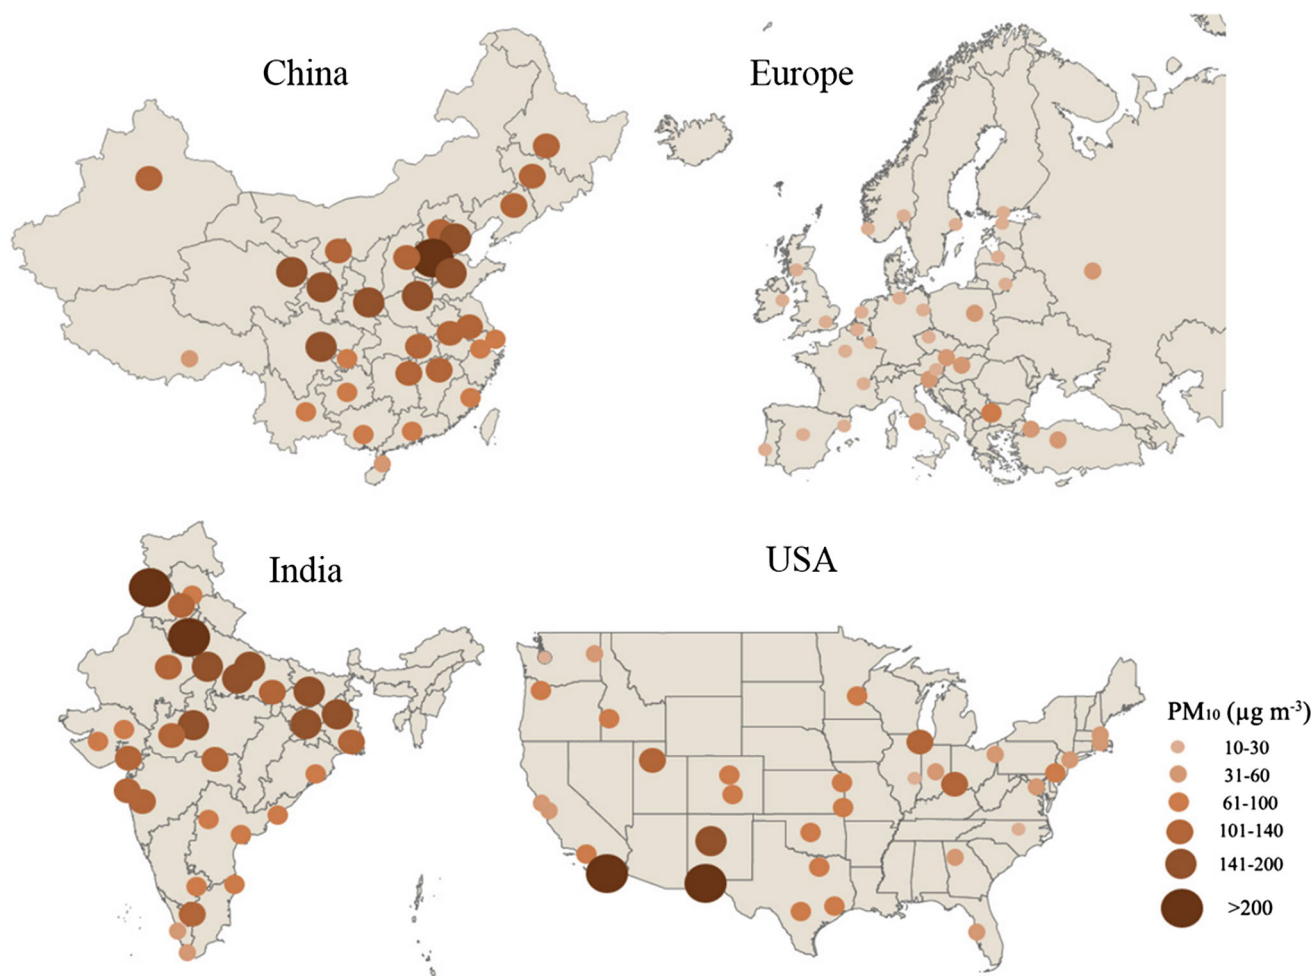 China
Europe
India
USA
PM₁₀ (µg m⁻³)
10-30
31-60
61-100
101-140
141-200
>200